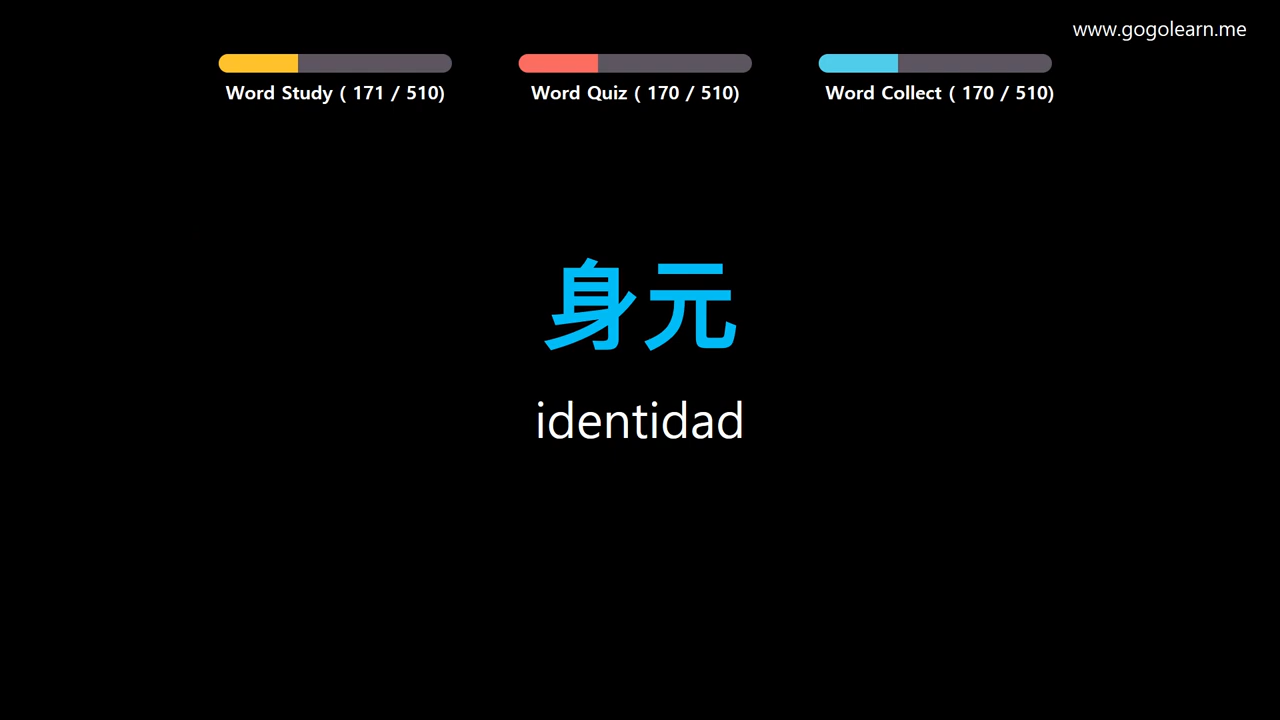 www.gogolearn.me
Word Study ( 171 / 510)
Word Quiz ( 170 / 510)
Word Collect ( 170 / 510)
身元
identidad